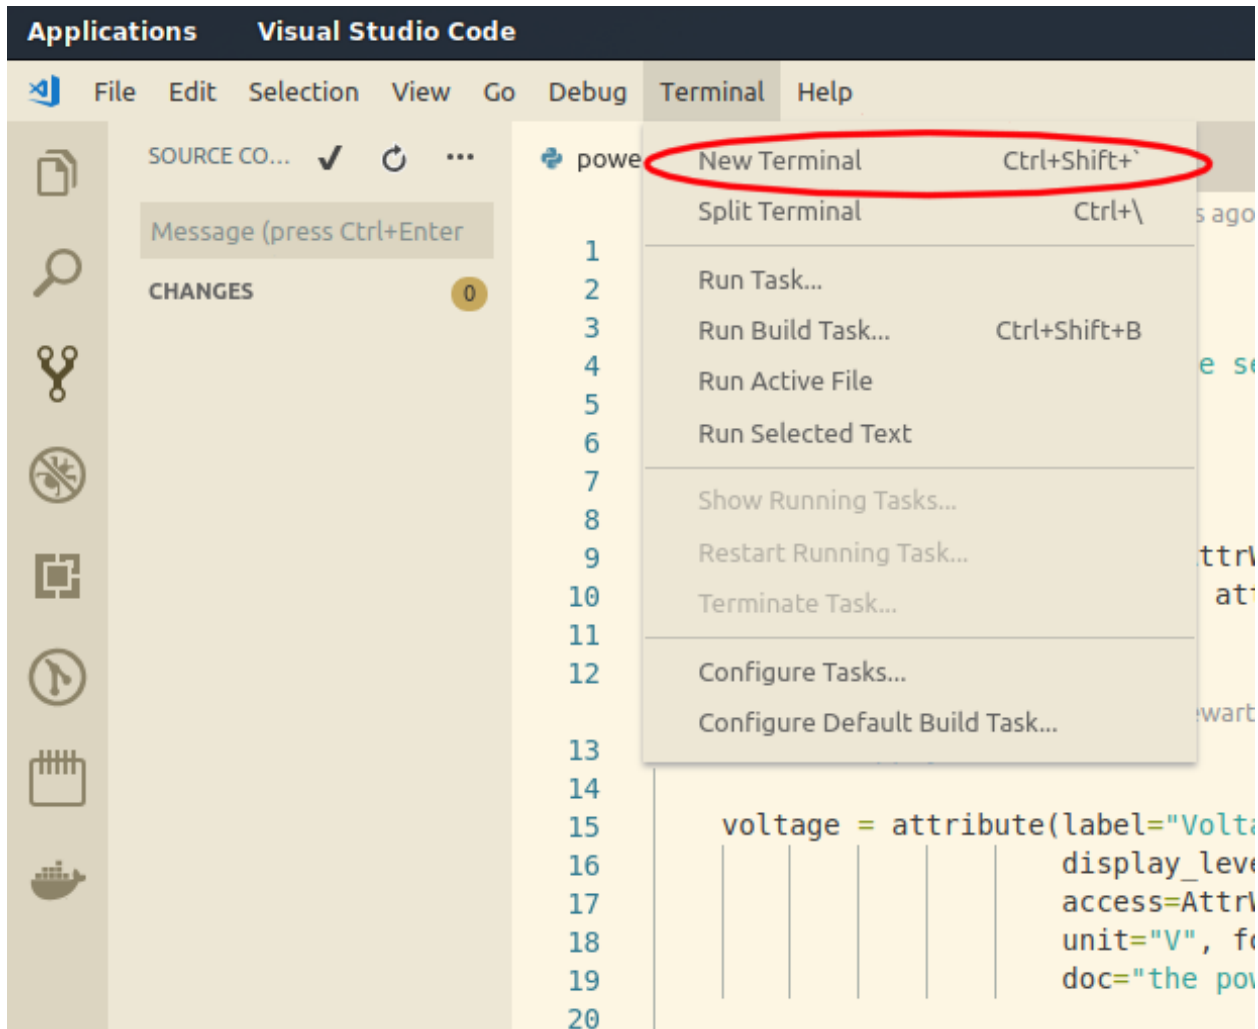 Applications Visual Studio Code
File Edit Selection View Go Debug Terminal Help
SOURCE CO... ...
powe
Message (press Ctrl+Enter
CHANGES 0
New Terminal Ctrl+Shift+`
Split Terminal Ctrl+\
s ago
Run Task...
Run Build Task... Ctrl+Shift+B
Run Active File
Run Selected Text
Show Running Tasks...
Restart Running Task...
Terminate Task...
Configure Tasks...
Configure Default Build Task...
1
2
3
4 e se
5
6
7
8
9 ttrW
10 att
11
12
ewart
13
14
15 voltage = attribute(label="Volta
16 display_leve
17 access=AttrW
18 unit="V", fo
19 doc="the pow
20